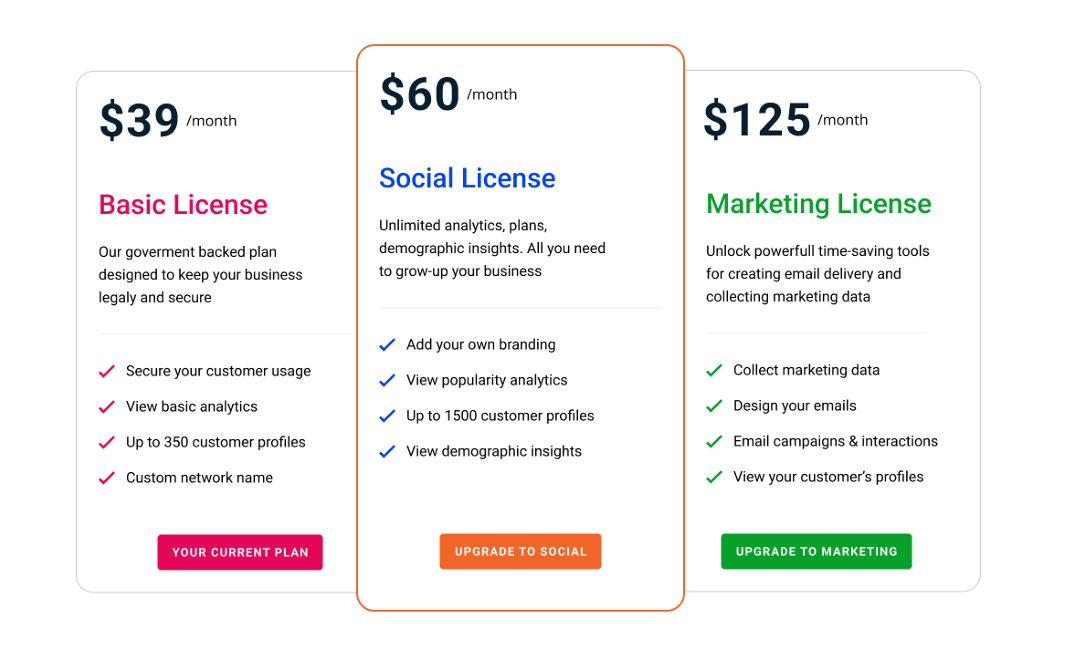 $39 /month
Basic License
Our goverment backed plan
designed to keep your business
legaly and secure
Secure your customer usage
View basic analytics
Up to 350 customer profiles
Custom network name
YOUR CURRENT PLAN
$60 /month
Social License
Unlimited analytics, plans,
demographic insights. All you need
to grow-up your business
Add your own branding
View popularity analytics
Up to 1500 customer profiles
View demographic insights
UPGRADE TO SOCIAL
$125 /month
Marketing License
Unlock powerfull time-saving tools
for creating email delivery and
collecting marketing data
Collect marketing data
Design your emails
Email campaigns & interactions
View your customer’s profiles
UPGRADE TO MARKETING